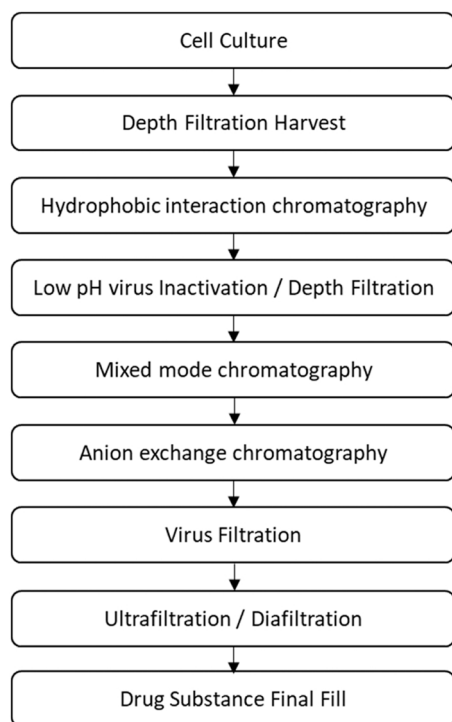 Cell Culture
Depth Filtration Harvest
Hydrophobic interaction chromatography
Low pH virus Inactivation / Depth Filtration
Mixed mode chromatography
Anion exchange chromatography
Virus Filtration
Ultrafiltration / Diafiltration
Drug Substance Final Fill